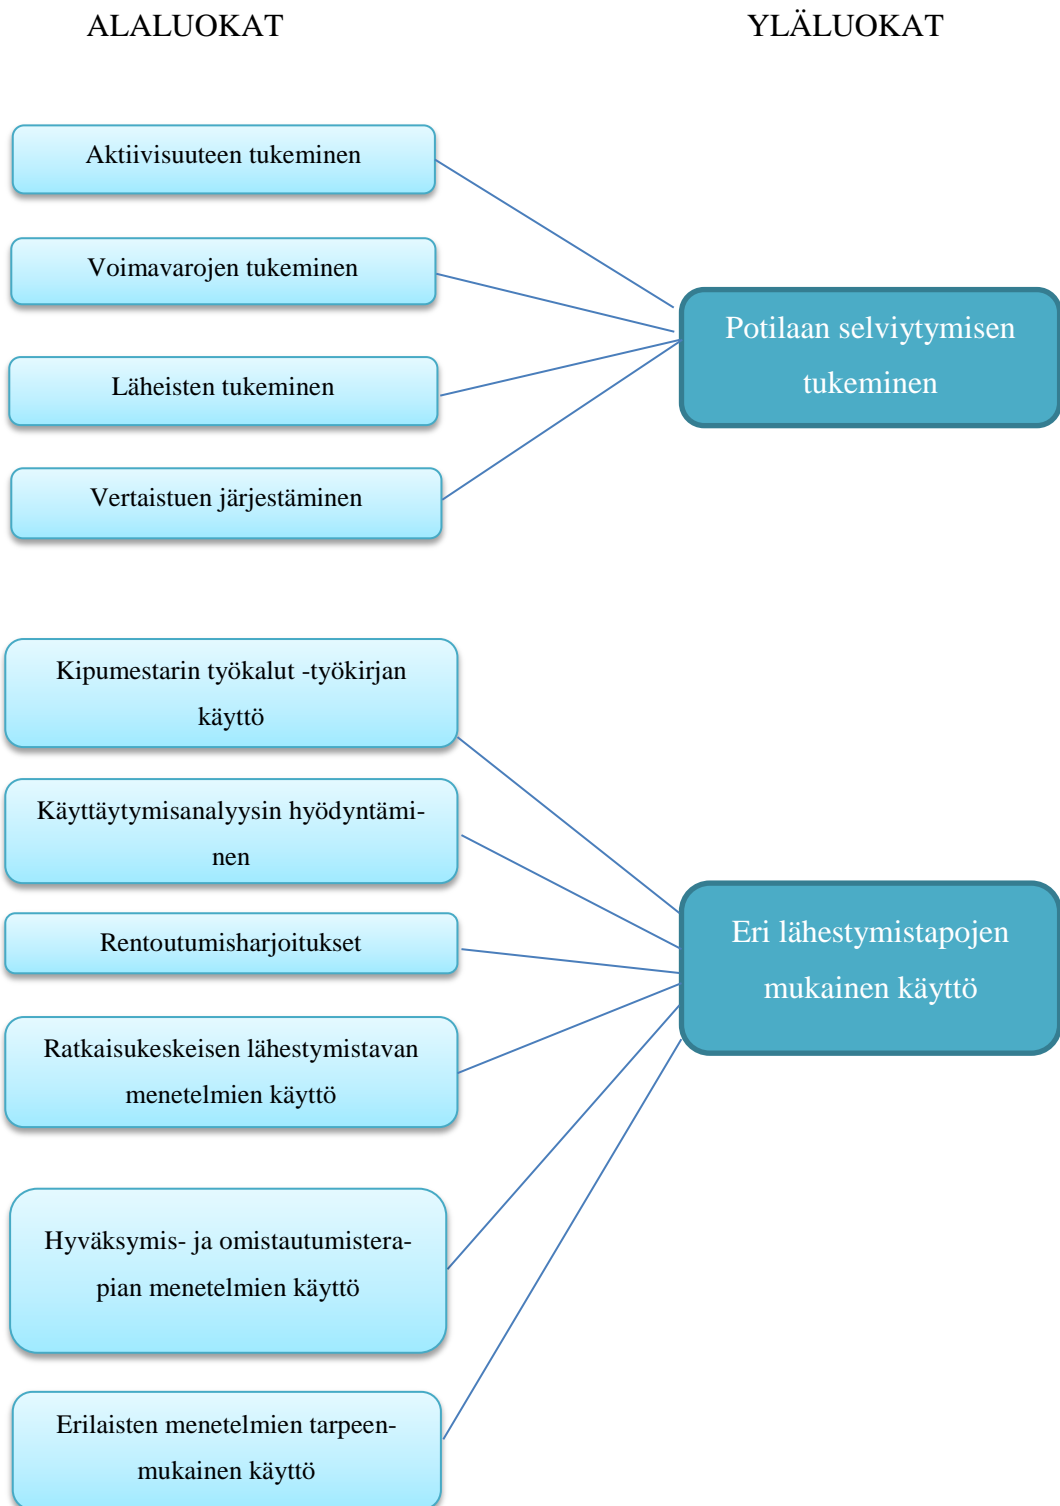 ALALUOKAT
YLÄLUOKAT
Aktiivisuuteen tukeminen
Voimavarojen tukeminen
Läheisten tukeminen
Vertaistuen järjestäminen
Potilaan selviytymisen
tukeminen
Kipumestarin työkalut -työkirjan
käyttö
Käyttäytymisanalyysin hyödyntämi-
nen
Rentoutumisharjoitukset
Ratkaisukeskeisen lähestymistavan
menetelmien käyttö
Hyväksymis- ja omistautumistera-
pian menetelmien käyttö
Erilaisten menetelmien tarpeen-
mukainen käyttö
Eri lähestymistapojen
mukainen käyttö